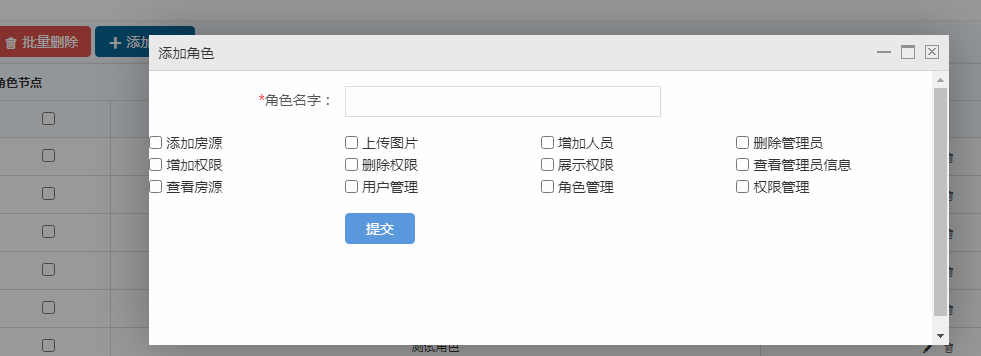 批量删除 添加
添加角色
角色节点
*角色名字：
添加房源 上传图片 增加人员 删除管理员
增加权限 删除权限 展示权限 查看管理员信息
查看房源 用户管理 角色管理 权限管理
提交
测试角色